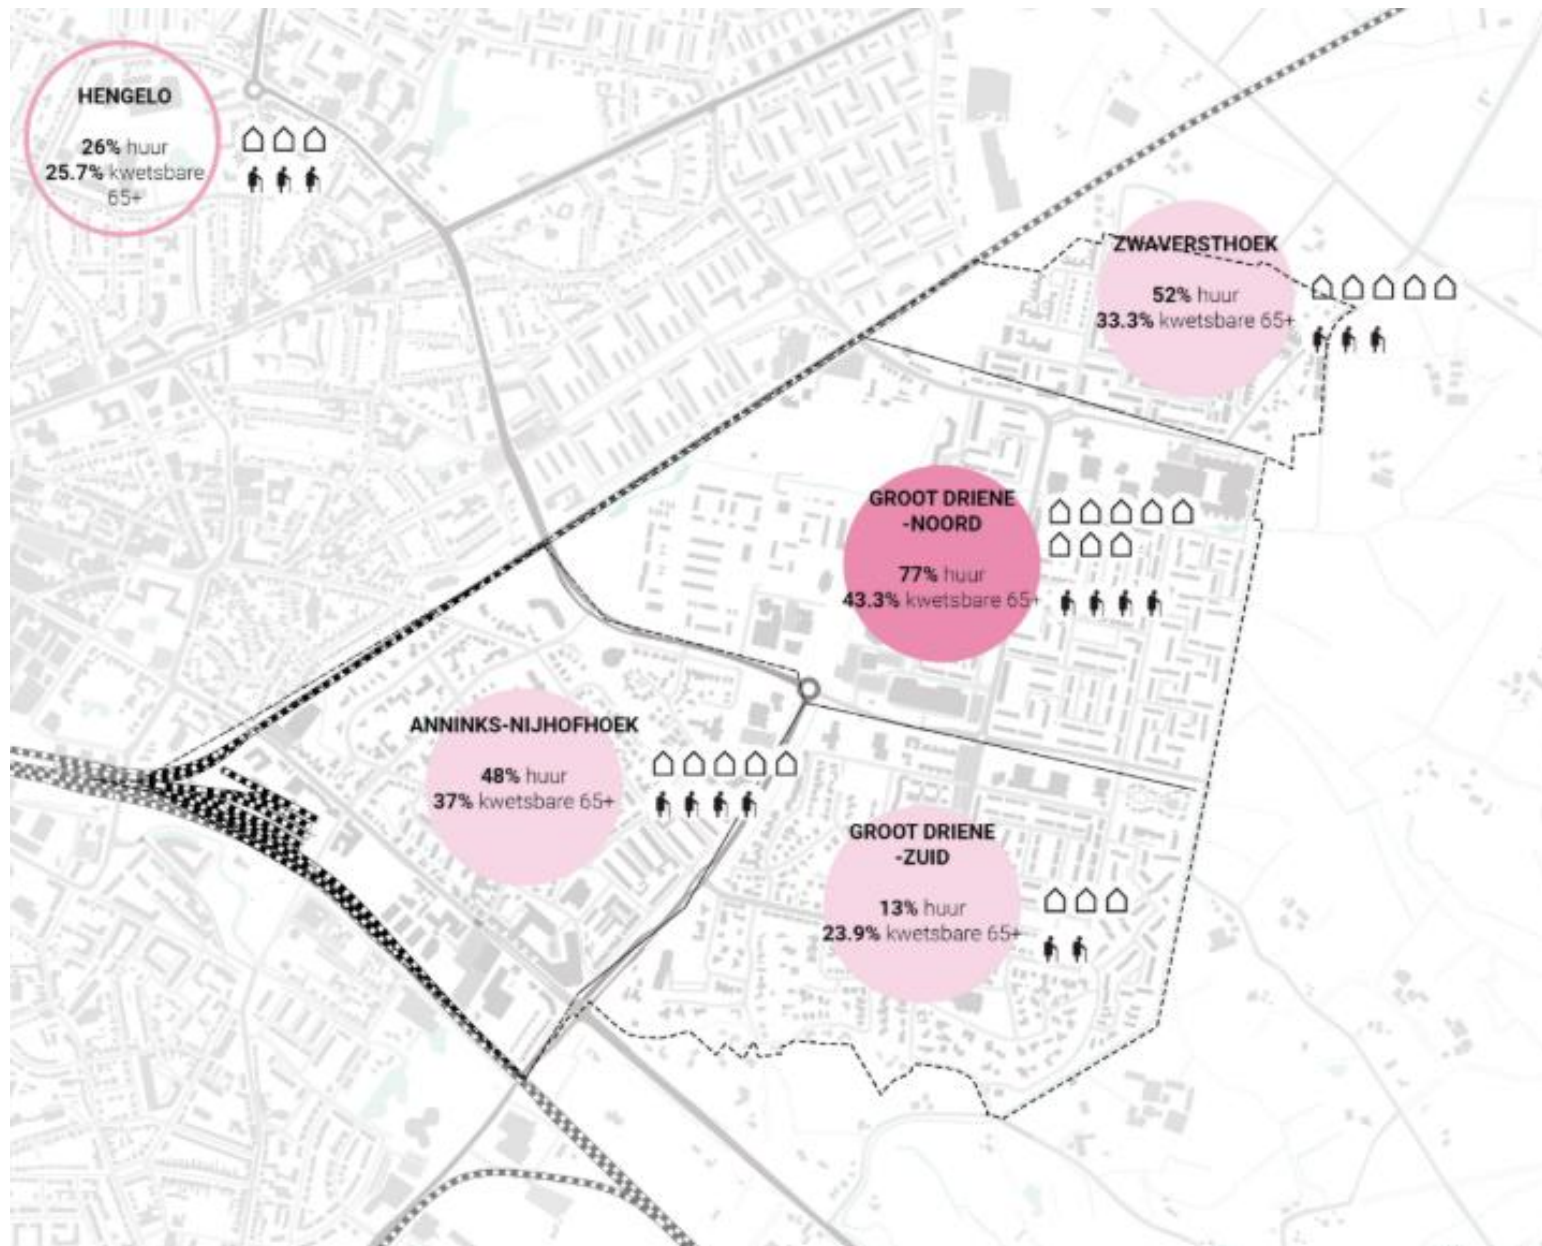 HENGELO
26% huur
25.7% kwetsbare
65+
ZWAVERSTHOEK
52% huur
33.3% kwetsbare 65+
GROOT DRIENE
-NOORD
77% huur
43.3% kwetsbare 65+
ANNINKS-NIJHOFHOEK
48% huur
37% kwetsbare 65+
GROOT DRIENE
-ZUID
13% huur
23.9% kwetsbare 65+